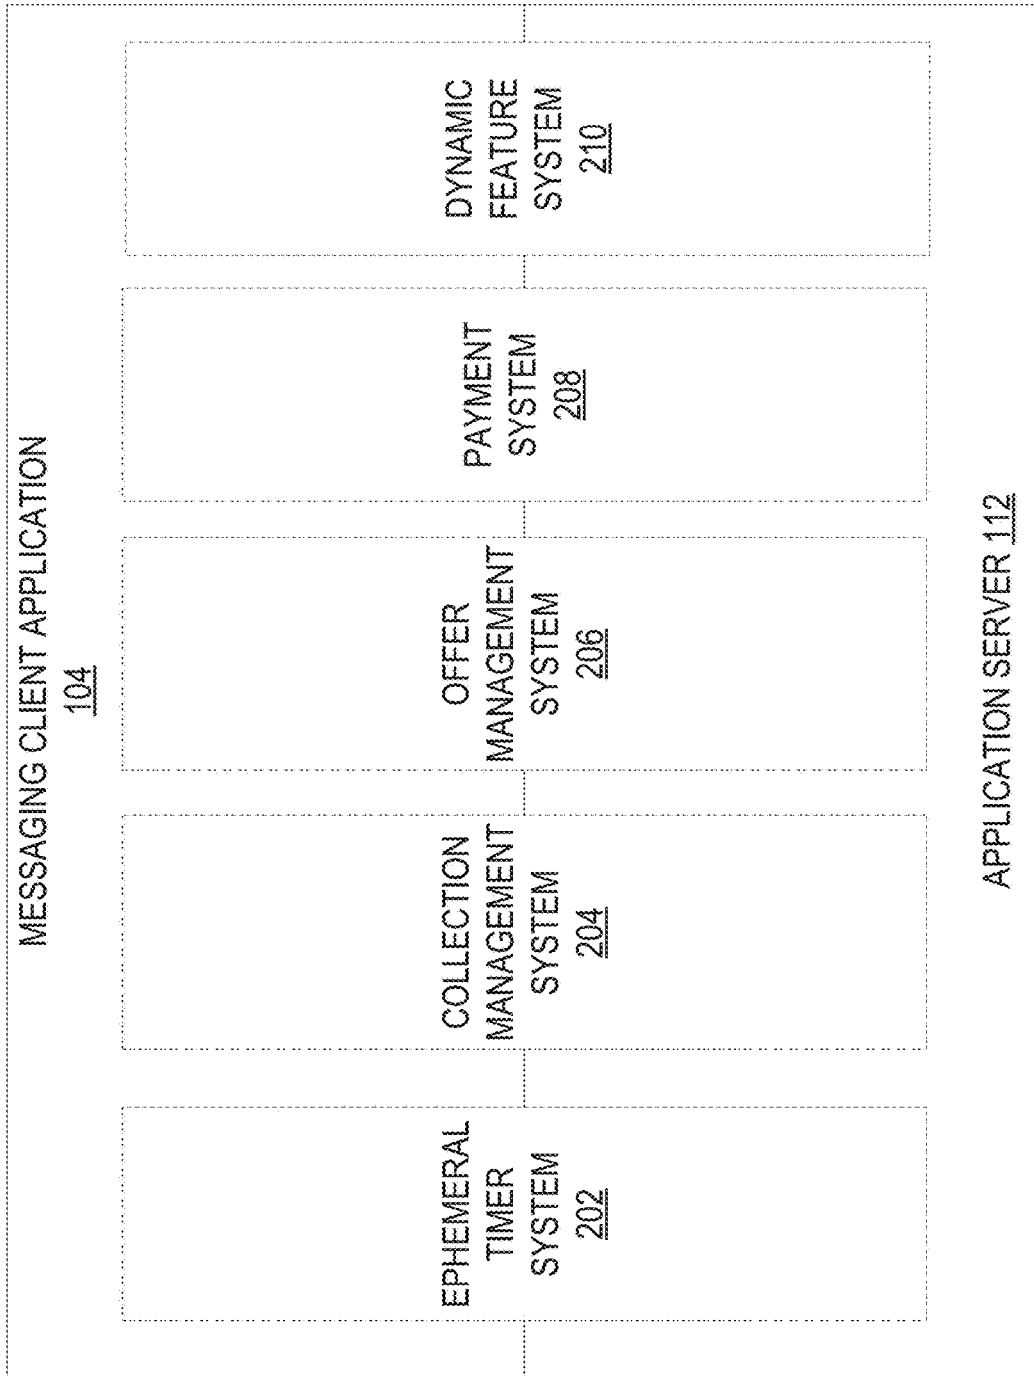 MESSAGING CLIENT APPLICATION
104
EPHEMERAL
TIMER
SYSTEM
202
COLLECTION
MANAGEMENT
SYSTEM
204
OFFER
MANAGEMENT
SYSTEM
206
PAYMENT
SYSTEM
208
DYNAMIC
FEATURE
SYSTEM
210
APPLICATION SERVER 112